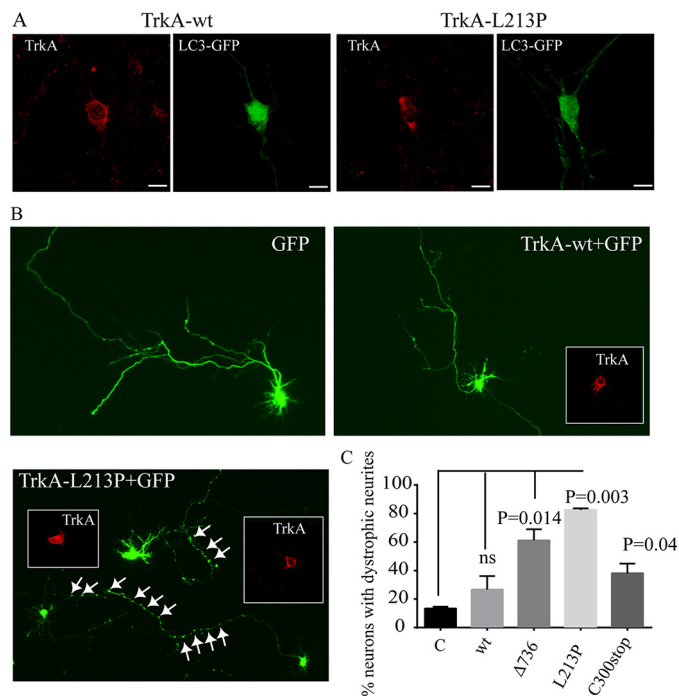 A
TrkA-wt
TrkA-L213P
TrkA
LC3-GFP
TrkA
LC3-GFP
B
GFP
TrkA-wt+GFP
TrkA
TrkA-L213P+GFP
TrkA
TrkA
C
% neurons with dystrophic neurites
100
80
60
40
20
0
ns
P=0.014
P=0.003
P=0.04
C
wt
Δ736
L213P
C300stop